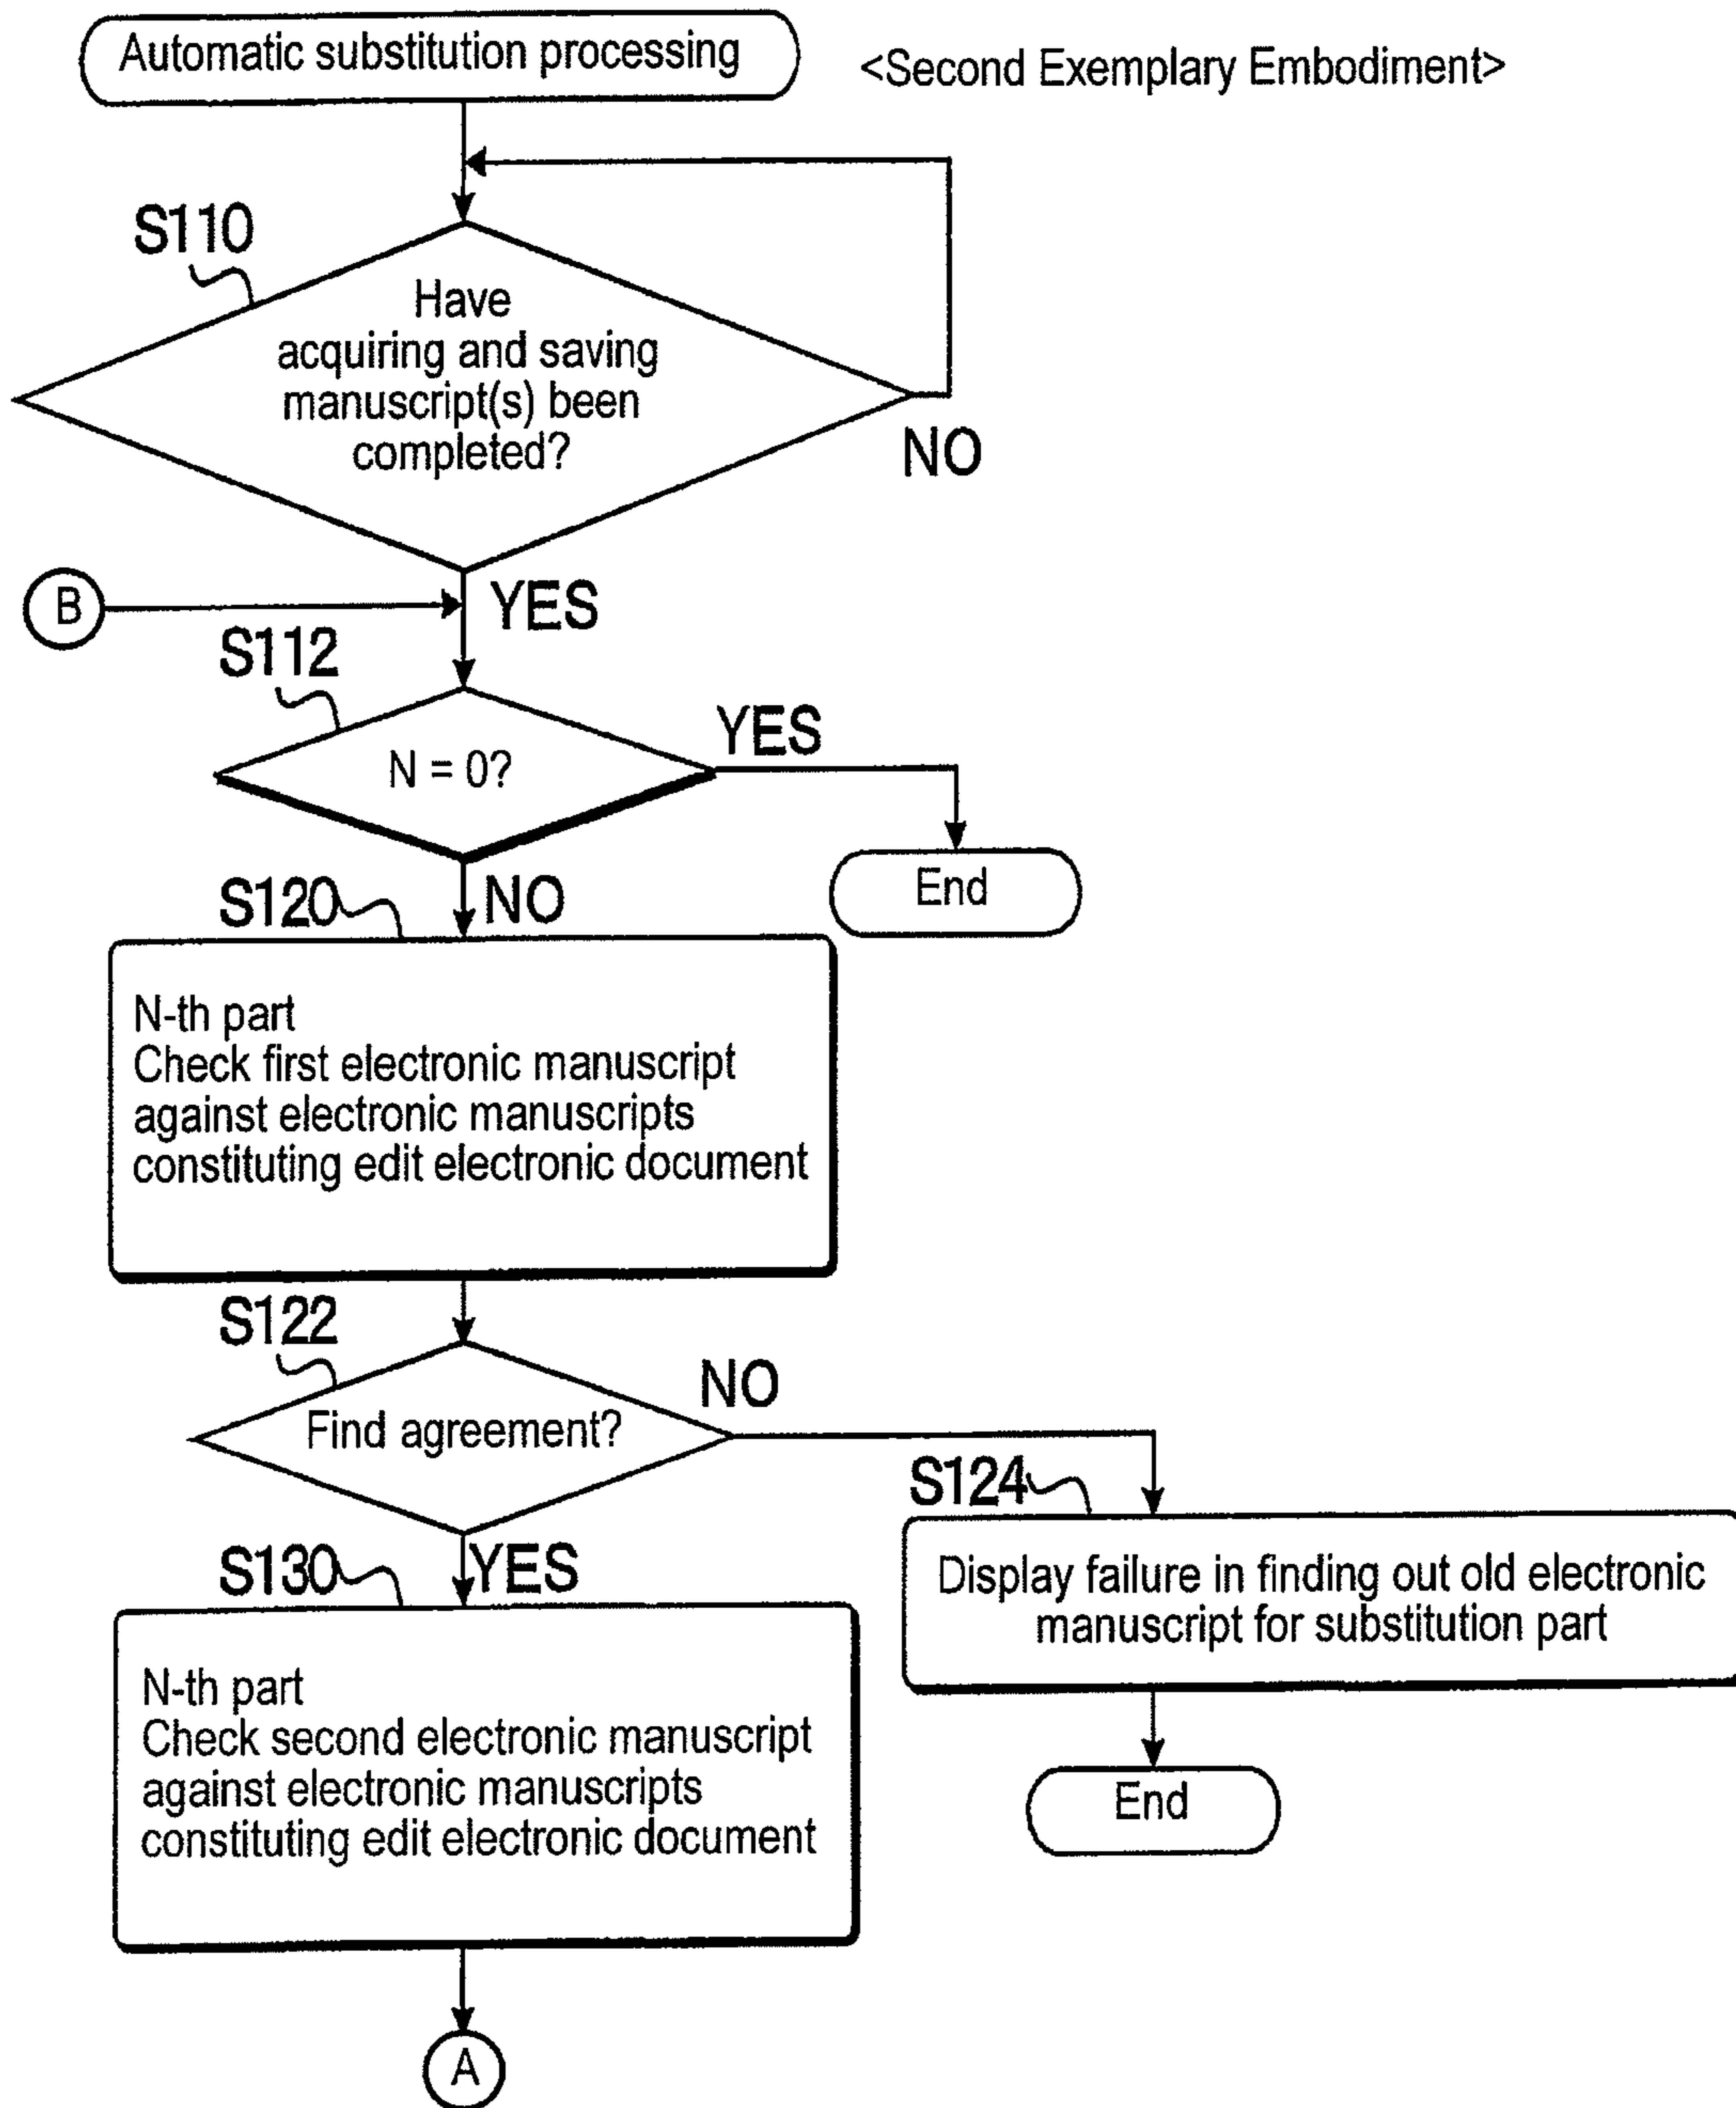 Automatic substitution processing
<Second Exemplary Embodiment>
S110
Have
acquiring and saving
manuscript(s) been
completed?
NO
B
YES
S112
N = 0?
YES
End
S120
NO
N-th part
Check first electronic manuscript
against electronic manuscripts
constituting edit electronic document
S122
Find agreement?
NO
S124
Display failure in finding out old electronic
manuscript for substitution part
End
S130
YES
N-th part
Check second electronic manuscript
against electronic manuscripts
constituting edit electronic document
A